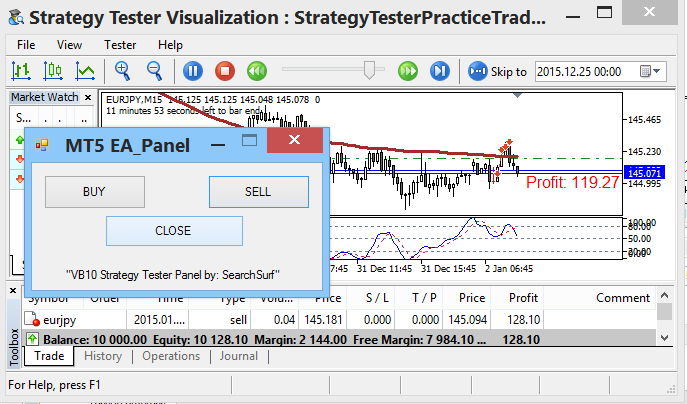 Strategy Tester Visualization : StrategyTesterPracticeTrad...
File View Tester Help
Skip to 2015.12.25 00:00
Market Watch
S...
EURJPY,M15 145.125 145.125 145.048 145.078 0
11 minutes 53 seconds left to bar end
145.465
145.230
145.071
144.995
Profit: 119.27
MT5 EA_Panel
BUY SELL
CLOSE
"VB10 Strategy Tester Panel by: SearchSurf"
100.00
80.00
50.00
20.00
0.00
31 Dec 11:45 31 Dec 15:45 2 Jan 06:45
Symbol Order Time Type Volu... Price S / L T / P Price Profit Comment
eurjpy 2015.01.... sell 0.04 145.181 0.000 0.000 145.094 128.10
Balance: 10 000.00 Equity: 10 128.10 Margin: 2 144.00 Free Margin: 7 984.10 ... 128.10
Toolbox
Trade History Operations Journal
For Help, press F1